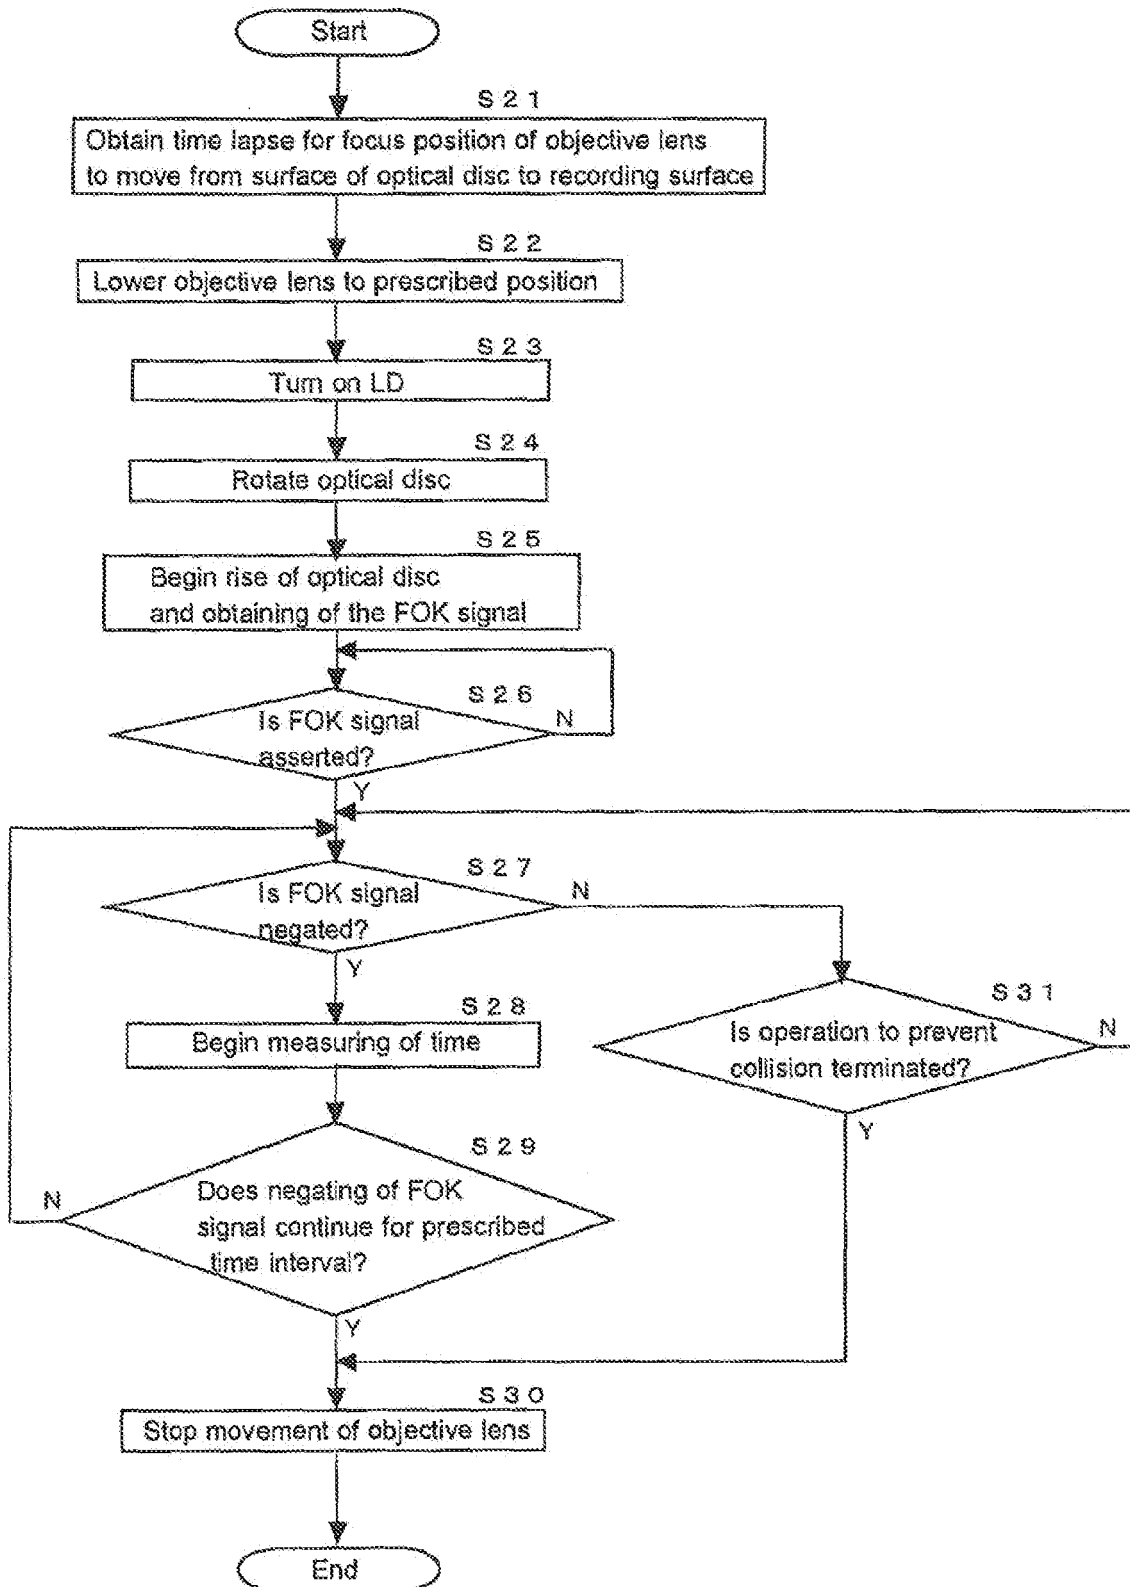 Start
S21
Obtain time lapse for focus position of objective lens
to move from surface of optical disc to recording surface
S22
Lower objective lens to prescribed position
S23
Turn on LD
S24
Rotate optical disc
S25
Begin rise of optical disc
and obtaining of the FOK signal
S26
Is FOK signal
asserted?
N
Y
S27
Is FOK signal
negated?
N
Y
S28
Begin measuring of time
S31
Is operation to prevent
collision terminated?
N
Y
S29
Does negating of FOK
signal continue for prescribed
time interval?
N
Y
S30
Stop movement of objective lens
End